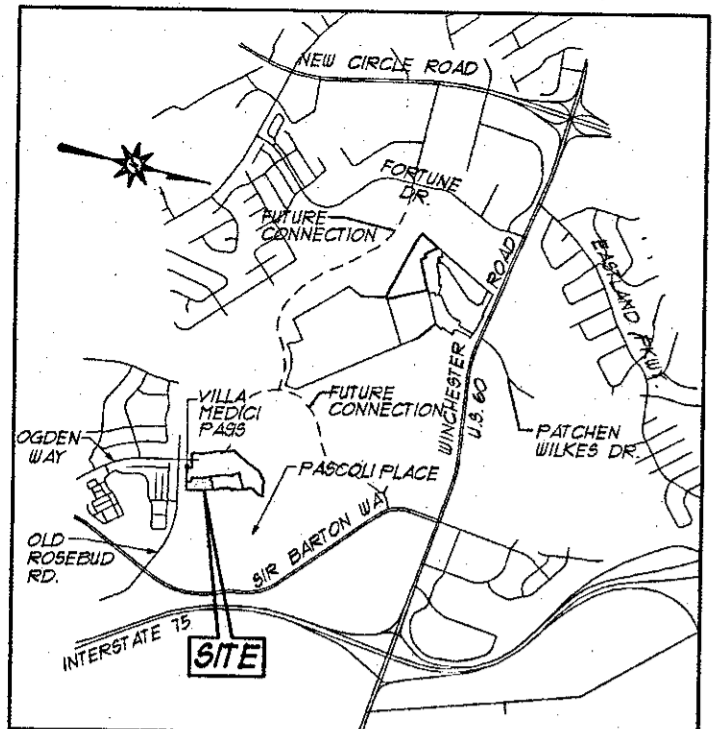 NEW CIRCLE ROAD
N
FORTUNE
DR.
FUTURE
CONNECTION
ROAD
EASTLAND PKWY.
WINCHESTER
U.S. 60
VILLA
MEDICI
PASS
FUTURE
CONNECTION
PATCHEN
WILKES DR.
OGDEN
WAY
PASCOLI PLACE
OLD
ROSEBUD
RD.
SIR BARTON WAY
INTERSTATE 75
SITE